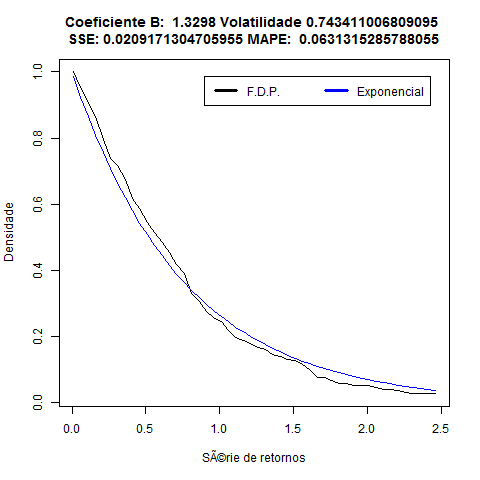 Coeficiente B:  1.3298 Volatilidade 0.743411006809095
SSE: 0.0209171304705955 MAPE:  0.0631315285788055
F.D.P.
Exponencial
Densidade
1.0
0.8
0.6
0.4
0.2
0.0
0.0 0.5 1.0 1.5 2.0 2.5
SÃ©rie de retornos